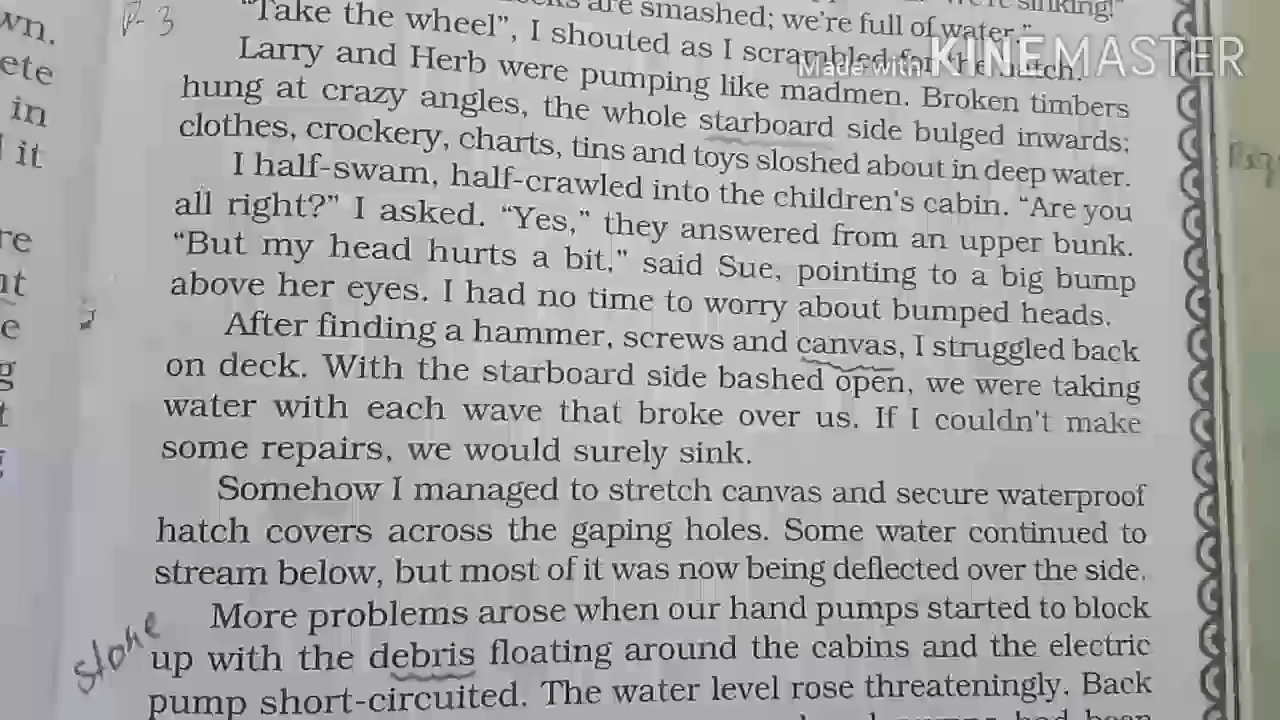 wn.
ete
in
it
re
nt
e
g
t
3
sinking!"
are smashed; we're full of water."
"Take the wheel", I shouted as I scrambled for the hatch.
Larry and Herb were pumping like madmen. Broken timbers
hung at crazy angles, the whole starboard side bulged inwards;
clothes, crockery, charts, tins and toys sloshed about in deep water.
I half-swam, half-crawled into the children's cabin. "Are you
all right?" I asked. "Yes," they answered from an upper bunk.
"But my head hurts a bit," said Sue, pointing to a big bump
above her eyes. I had no time to worry about bumped heads.
After finding a hammer, screws and canvas, I struggled back
on deck. With the starboard side bashed open, we were taking
water with each wave that broke over us. If I couldn't make
some repairs, we would surely sink.
Somehow I managed to stretch canvas and secure waterproof
hatch covers across the gaping holes. Some water continued to
stream below, but most of it was now being deflected over the side.
More problems arose when our hand pumps started to block
up with the debris floating around the cabins and the electric
pump short-circuited. The water level rose threateningly. Back
stone
Made with KINEMASTER